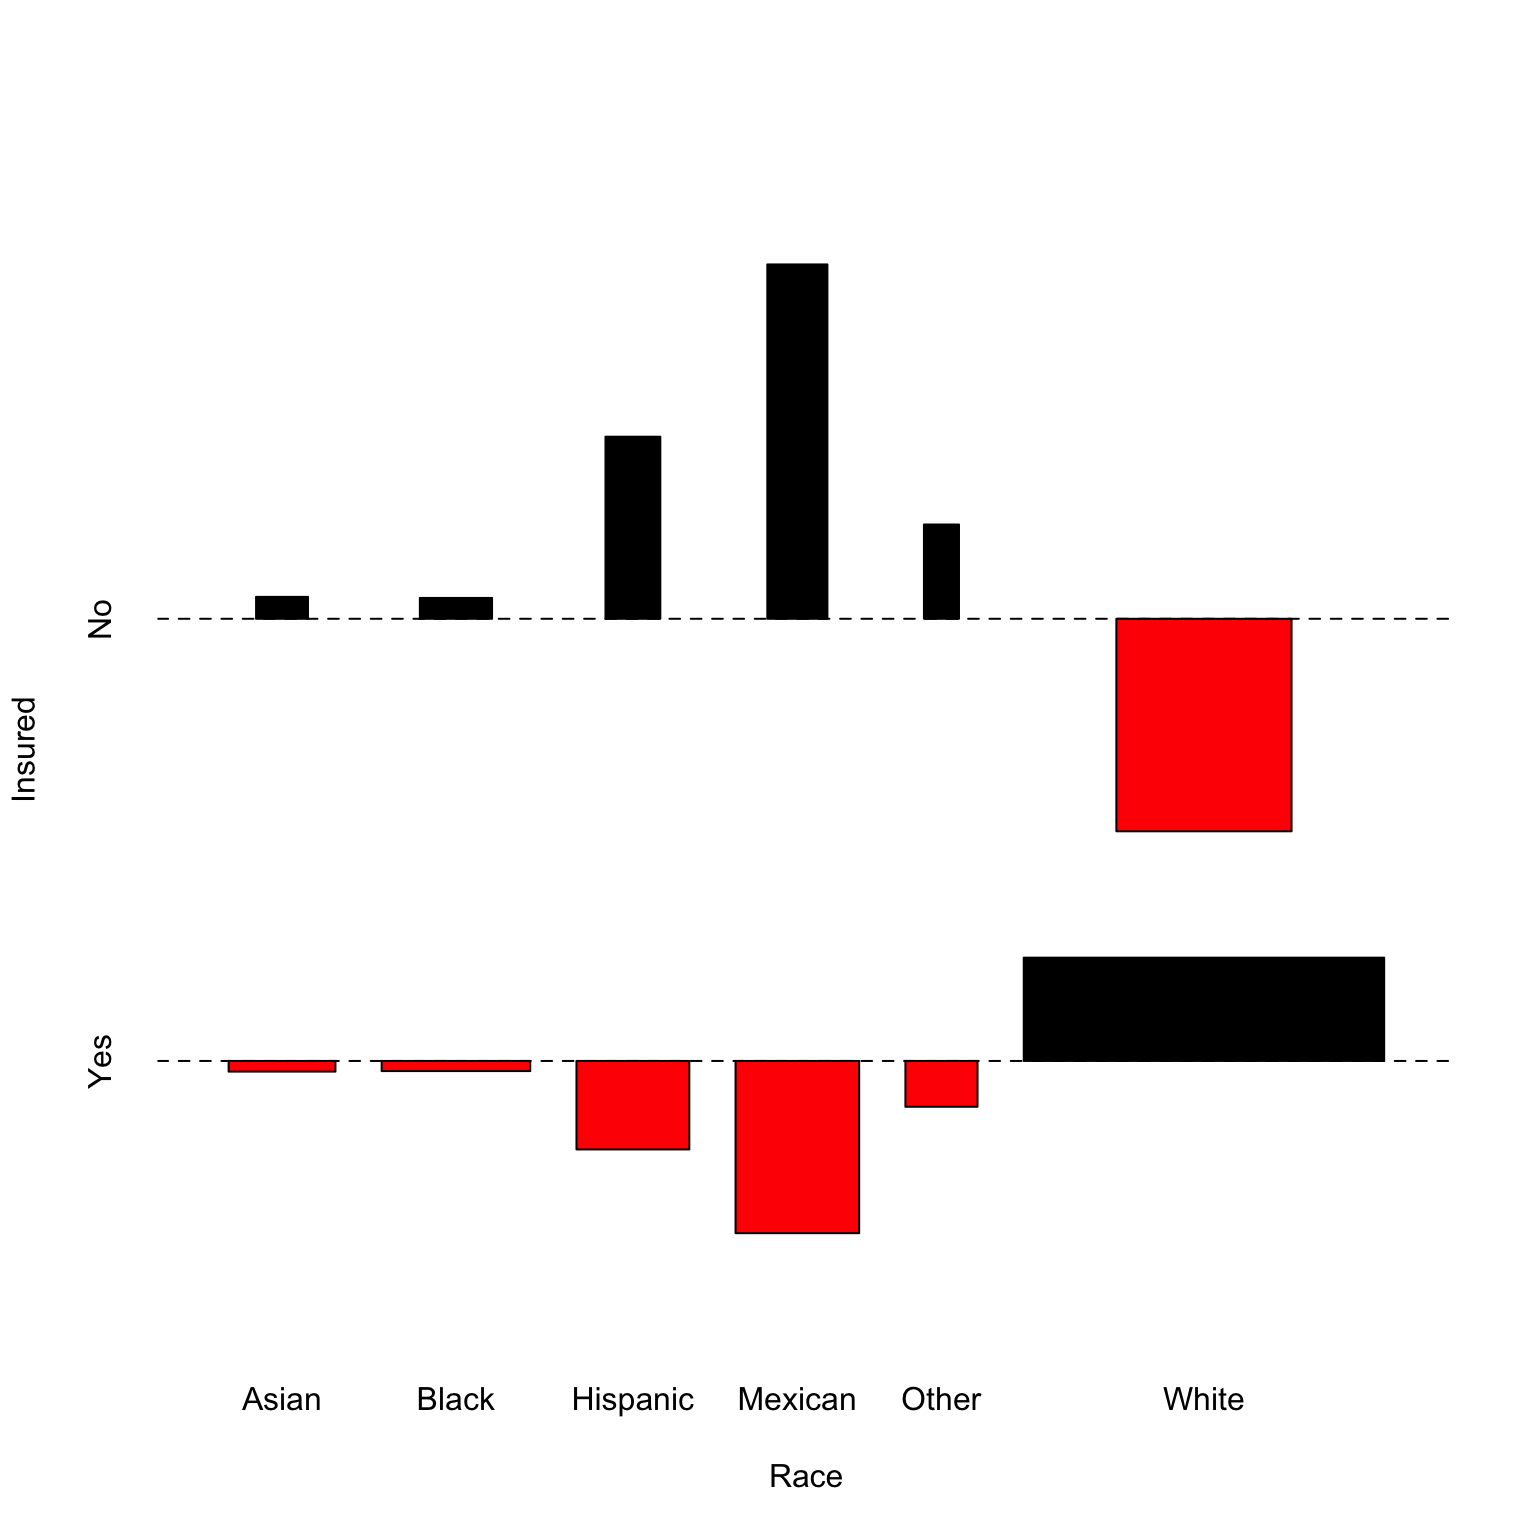 Insured
No
Yes
Asian Black Hispanic Mexican Other White
Race